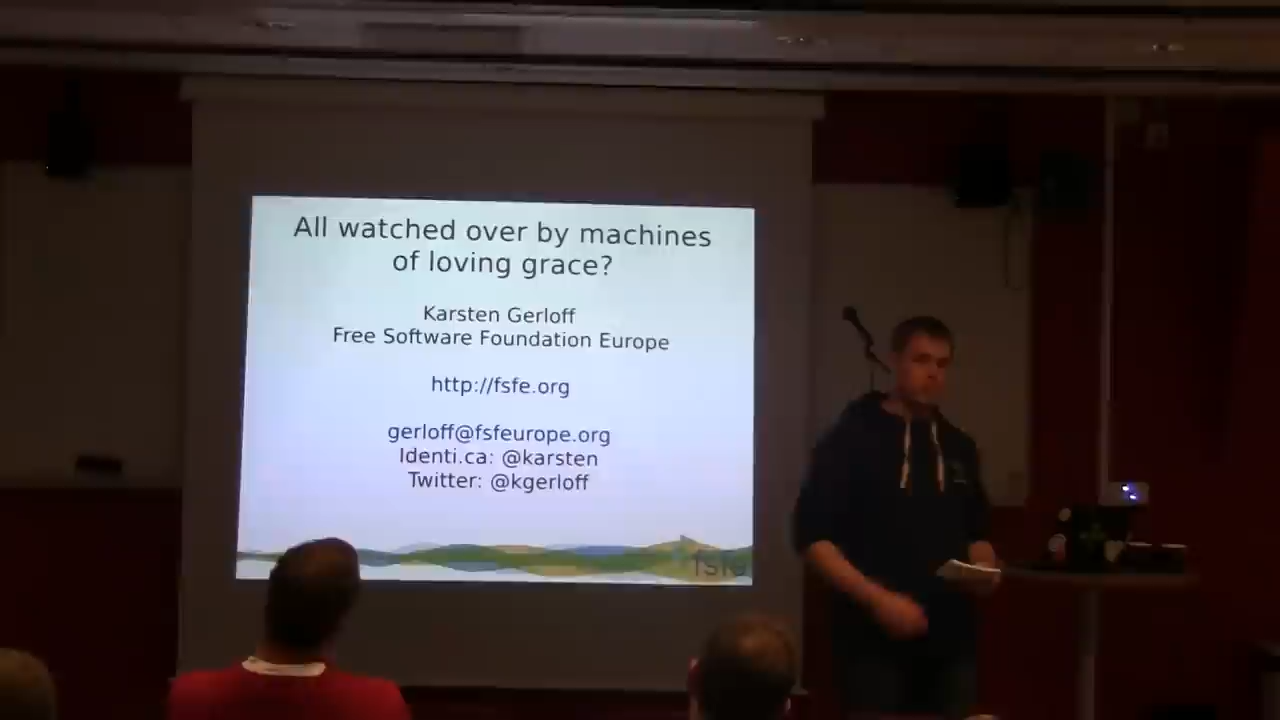 All watched over by machines
of loving grace?
Karsten Gerloff
Free Software Foundation Europe
http://fsfe.org
gerloff@fsfeurope.org
Identi.ca: @karsten
Twitter: @kgerloff
fsfe